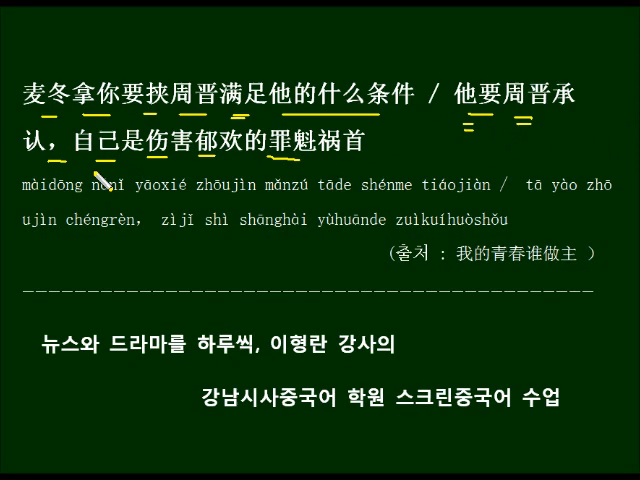 麦冬拿你要挟周晋满足他的什么条件 / 他要周晋承
认，自己是伤害郁欢的罪魁祸首
màidōng n nǐ yāoxié zhōujìn mǎnzú tāde shénme tiáojiàn / tā yào zhō
ujìn chéngrèn， zìjǐ shì shānghài yùhuānde zuìkuíhuòshǒu
(출처 : 我的青春谁做主 )
뉴스와 드라마를 하루씩, 이형란 강사의
강남시사중국어 학원 스크린중국어 수업